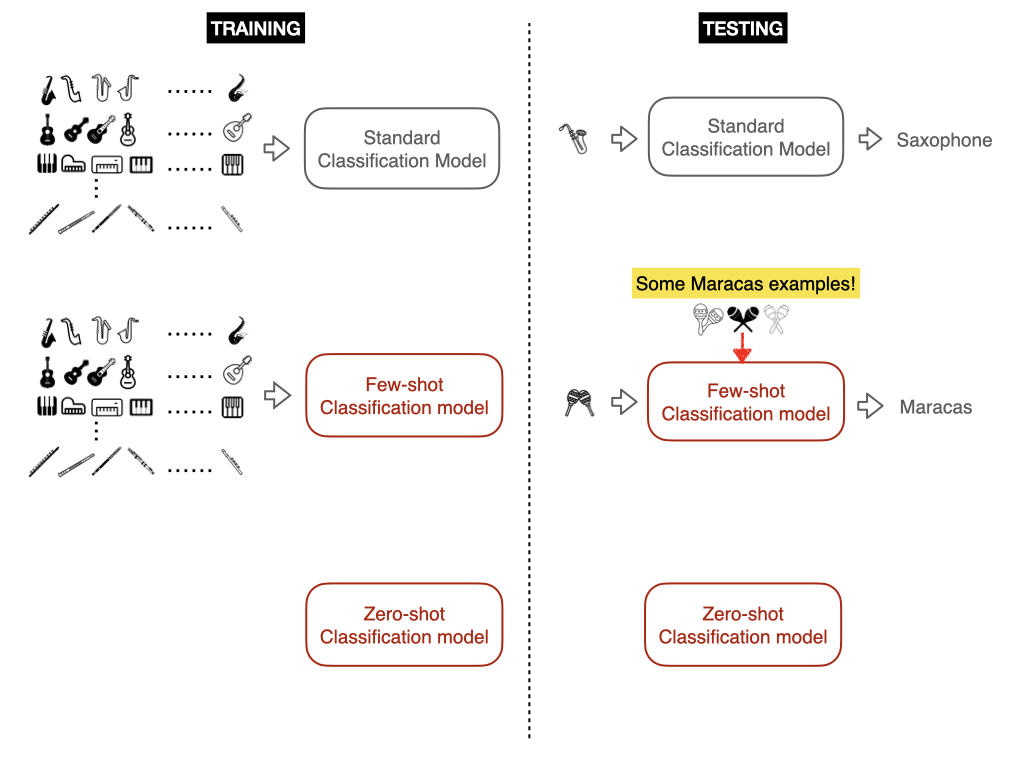 TRAINING
TESTING
Standard
Classification Model
Standard
Classification Model
Saxophone
Some Maracas examples!
Few-shot
Classification model
Few-shot
Classification model
Maracas
Zero-shot
Classification model
Zero-shot
Classification model